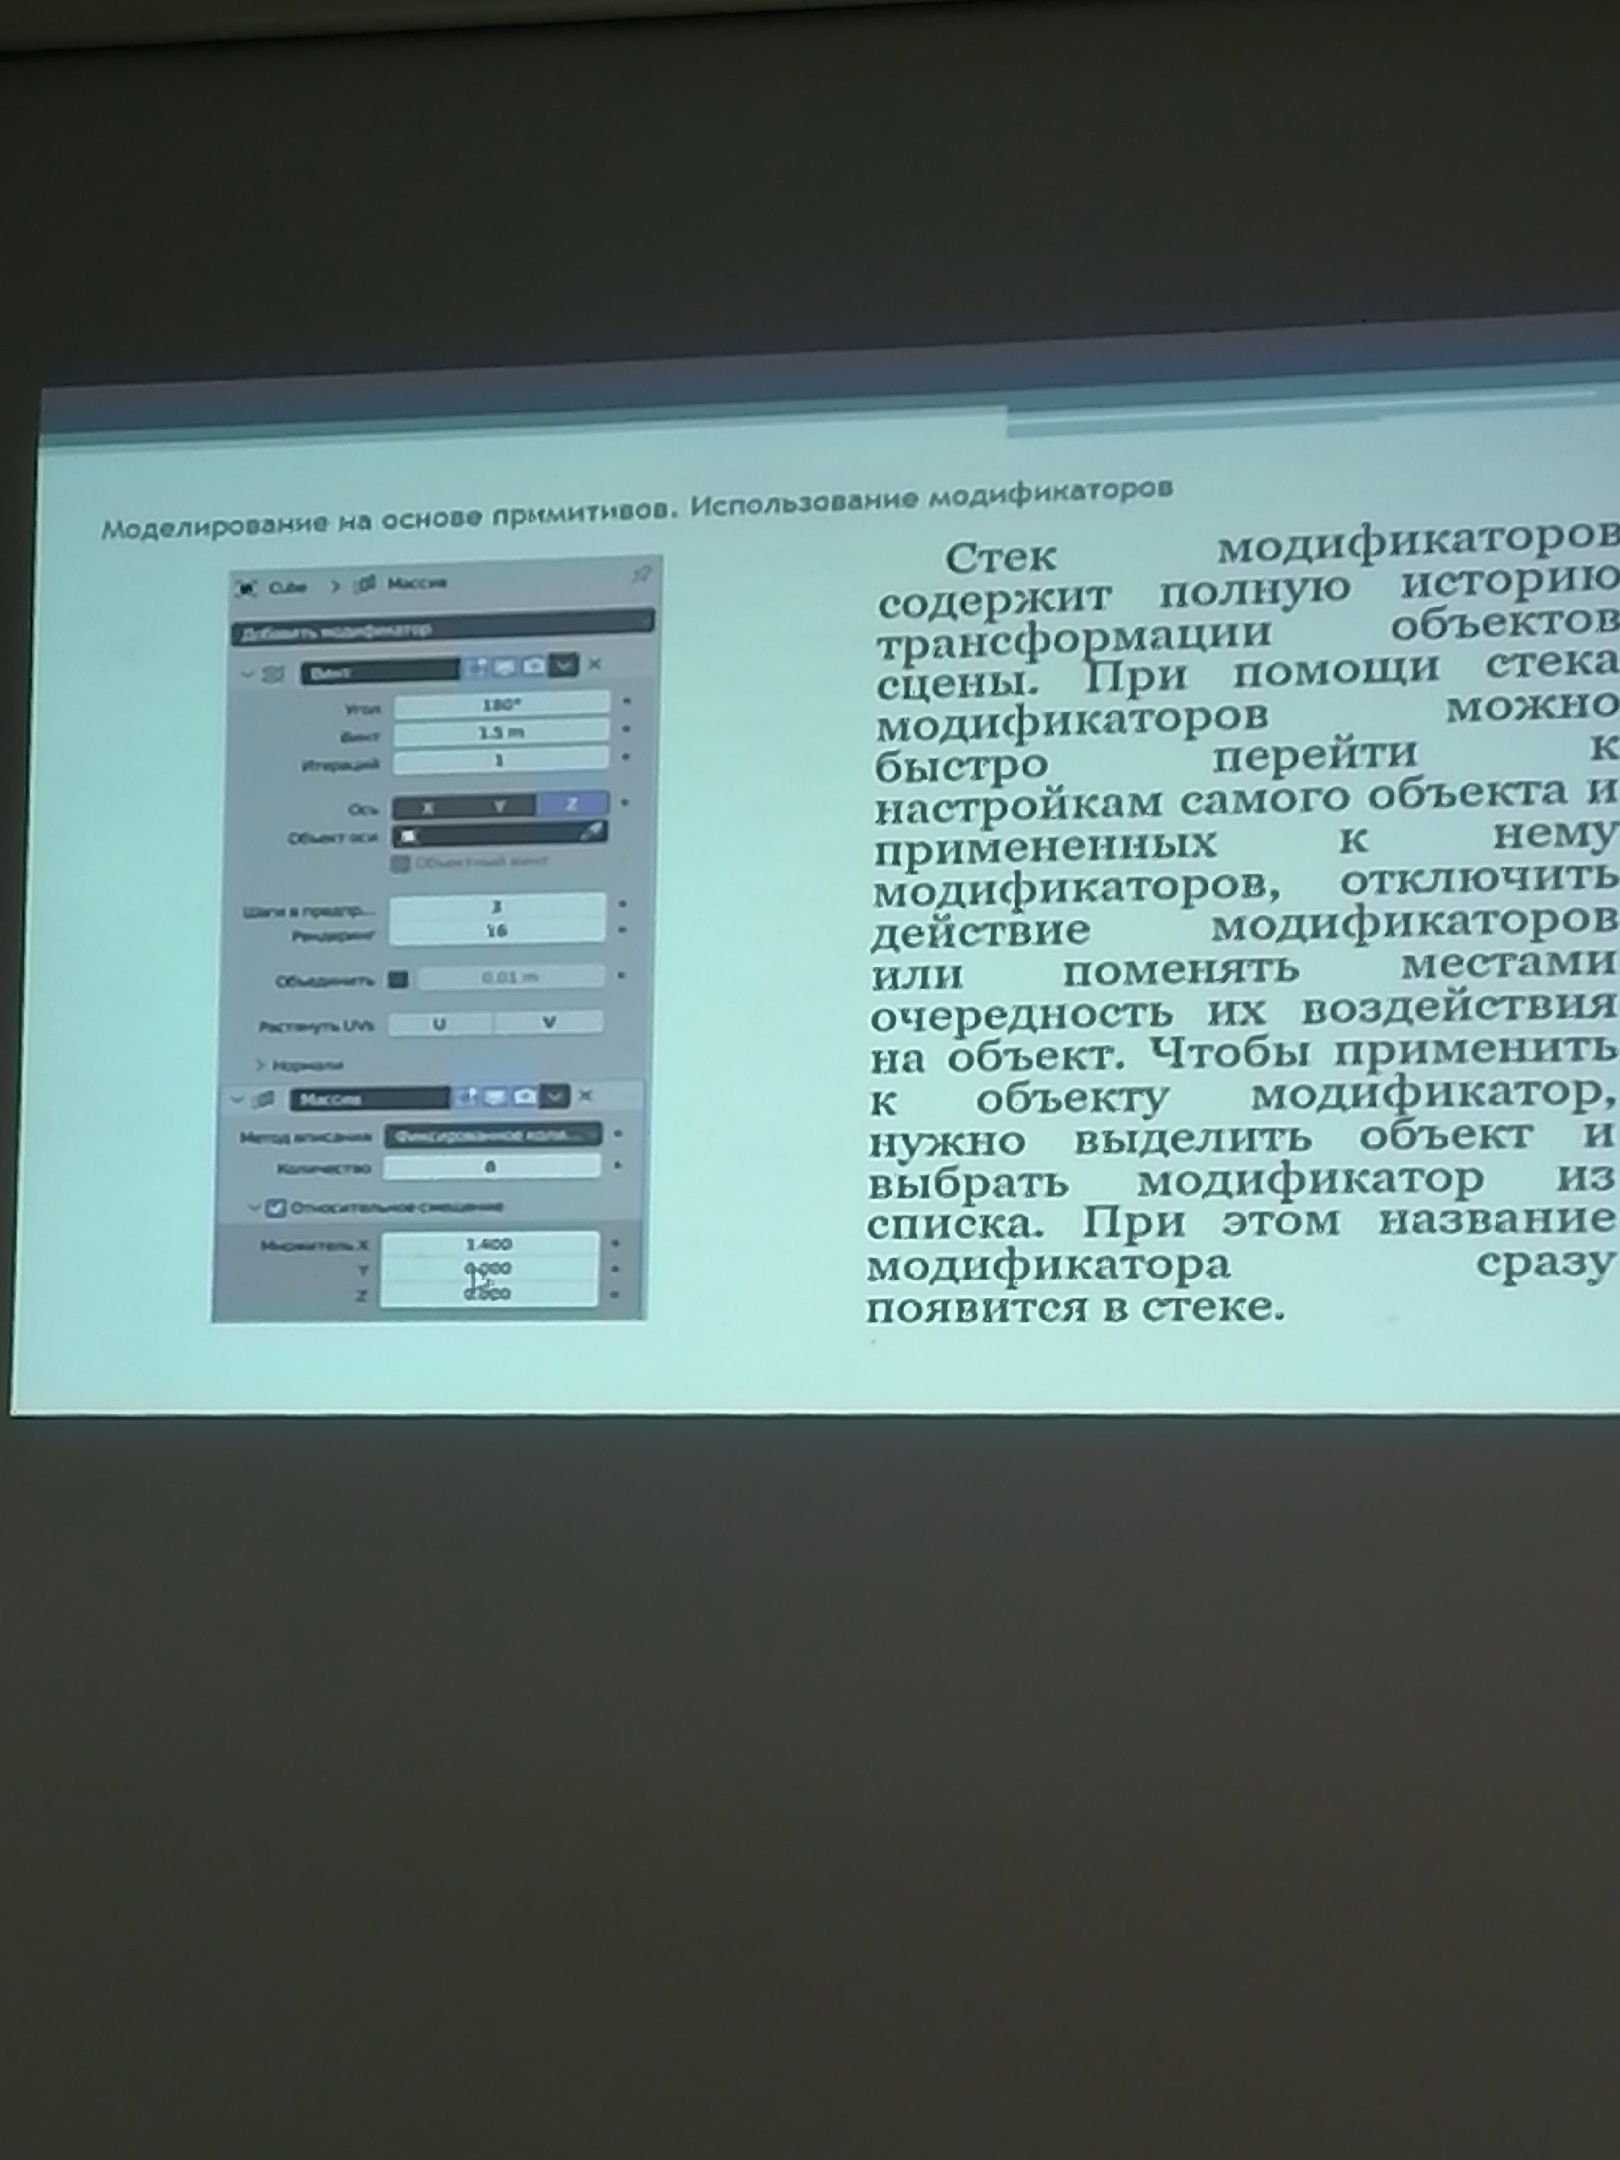 Моделирование на основе примитивов. Использование модификаторов
Cube > Массив
Добавить модификатор
Винт
Угол 180°
Винт 1.5 m
Итераций 1
Ось X Y Z
Объект оси
Объектный винт
Шаги в предпр...
3
Рендеринг 16
Объединить 0.01 m
Растянуть UVs U V
> Нормали
Массив
Метод вписания Фиксированное коли...
Количество
Относительное смещение
Множитель X 1.400
Y
Z
Стек модификаторов
содержит полную историю
трансформации объектов
сцены. При помощи стека
модификаторов можно
быстро перейти к
настройкам самого объекта и
примененных к нему
модификаторов, отключить
действие модификаторов
или поменять местами
очередность их воздействия
на объект. Чтобы применить
к объекту модификатор,
нужно выделить объект и
выбрать модификатор из
списка. При этом название
модификатора сразу
появится в стеке.